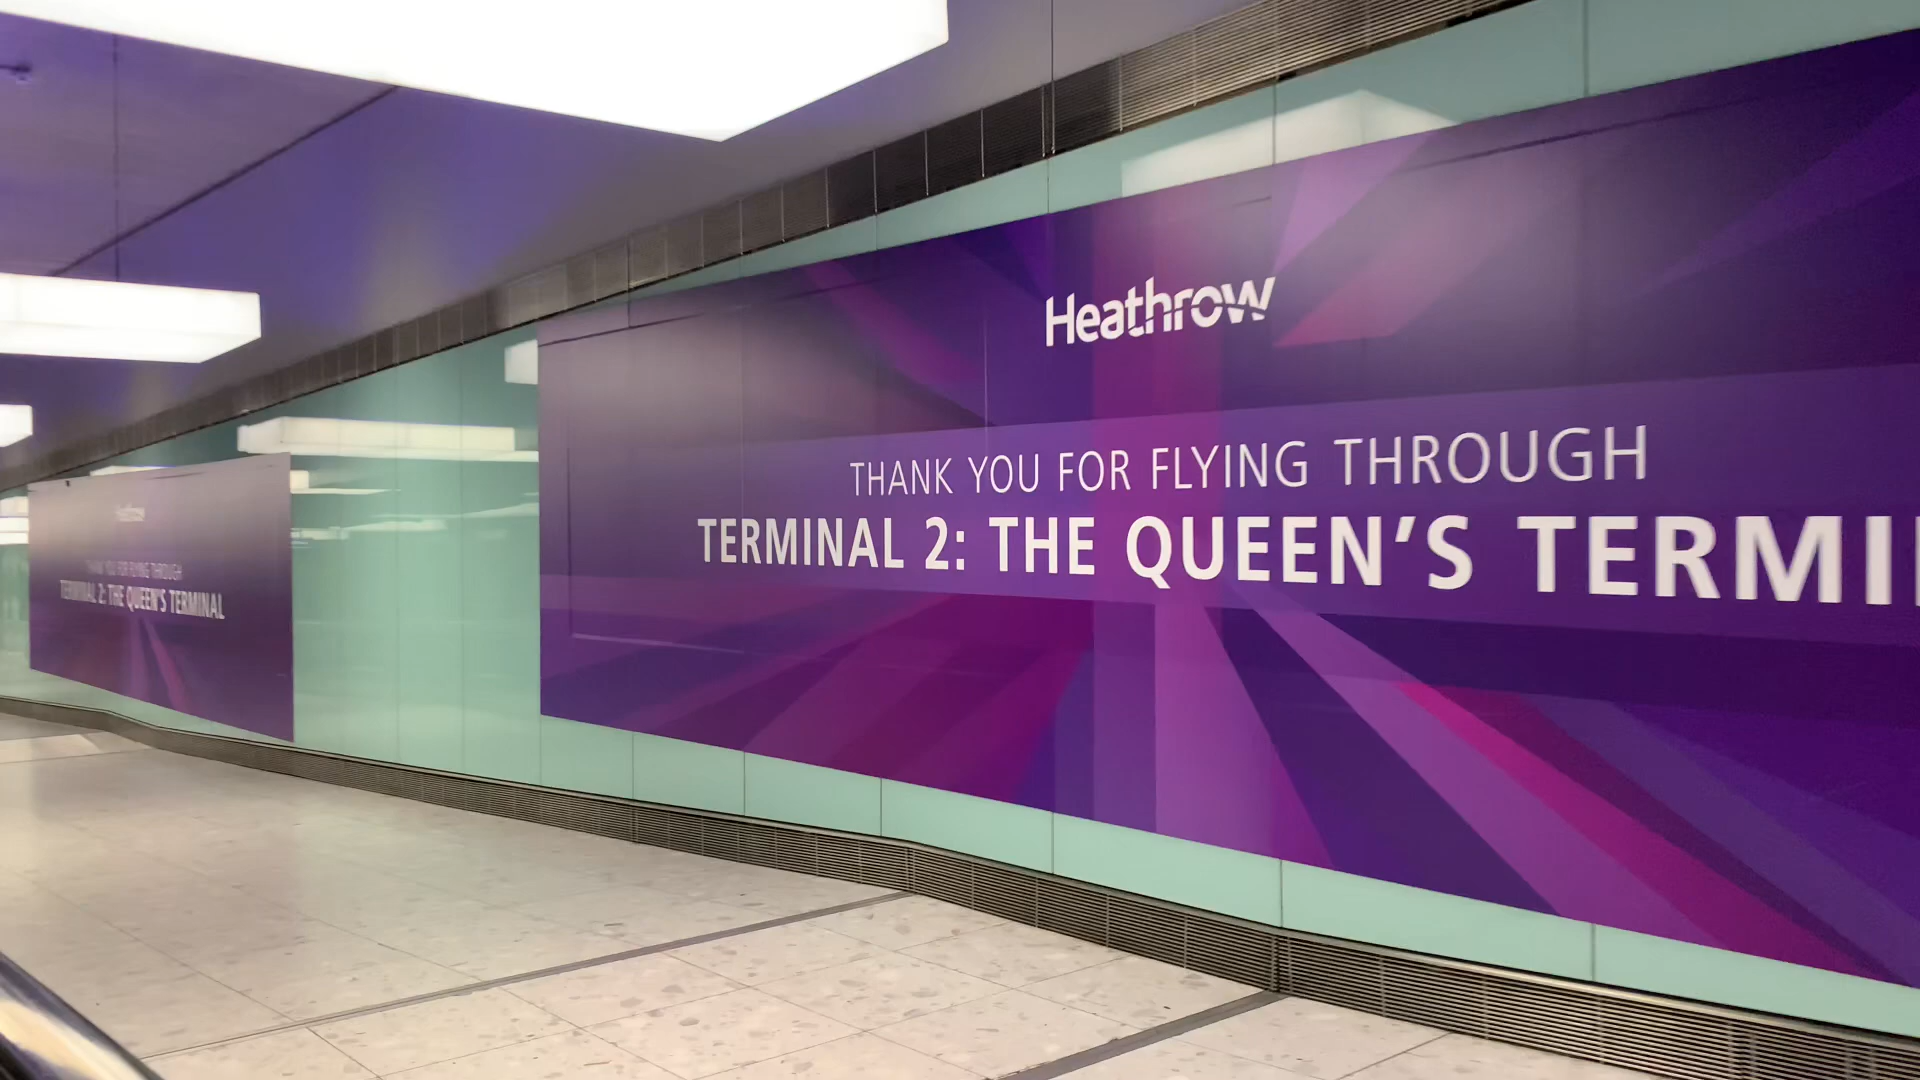 Heathrow
THANK YOU FOR FLYING THROUGH
TERMINAL 2: THE QUEEN'S TERMI
Heathrow
THANK YOU FOR FLYING THROUGH
TERMINAL 2: THE QUEEN'S TERMINAL